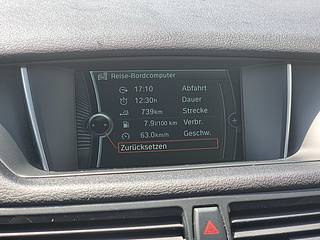 Reise-Bordcomputer
17:10 Abfahrt
12:30h Dauer
739km Strecke
7.9l/100 km Verbr.
63.0km/h Geschw.
Zurücksetzen